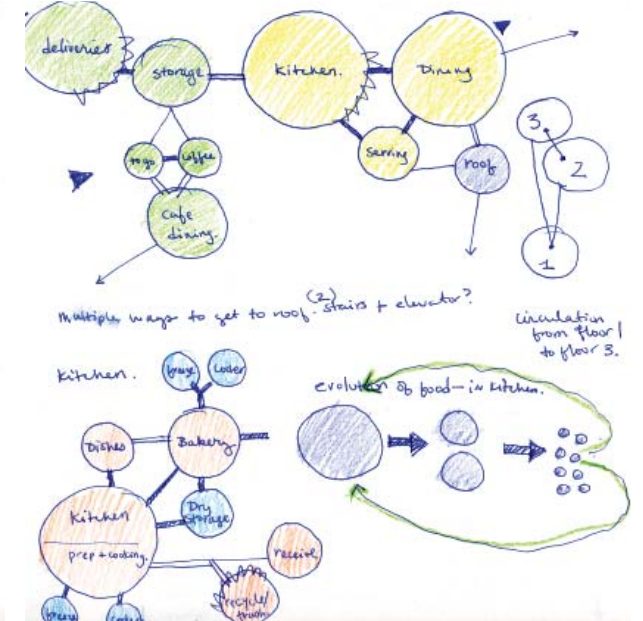 deliveries
storage
Kitchen.
Dining
to go
coffee
serving
roof
cafe
dining.
3
2
1
multiple ways to get to roof. (2) stairs + elevator?
circulation
from floor 1
to floor 3.
Kitchen.
freeze
cooler
evolution of food - in kitchen.
Dishes
Bakery
Dry
Storage
Kitchen
prep + cooking.
receive
recycle/
trash
freeze
cooler